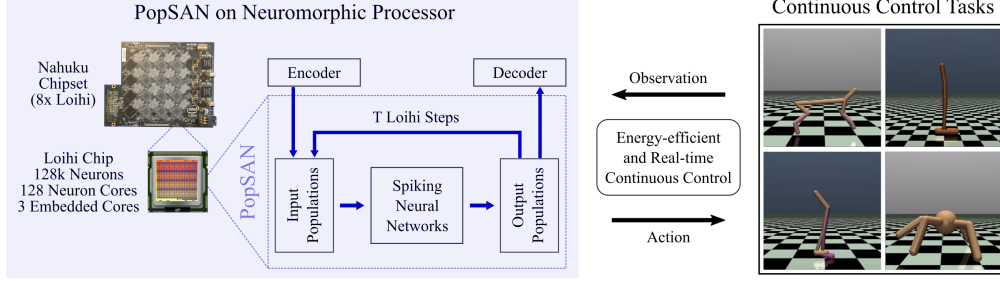 PopSAN on Neuromorphic Processor
Nahuku
Chipset
(8x Loihi)
Loihi Chip
128k Neurons
128 Neuron Cores
3 Embedded Cores
PopSAN
Encoder
Decoder
T Loihi Steps
Input
Populations
Spiking
Neural
Networks
Output
Populations
Observation
Energy-efficient
and Real-time
Continuous Control
Action
Continuous Control Tasks